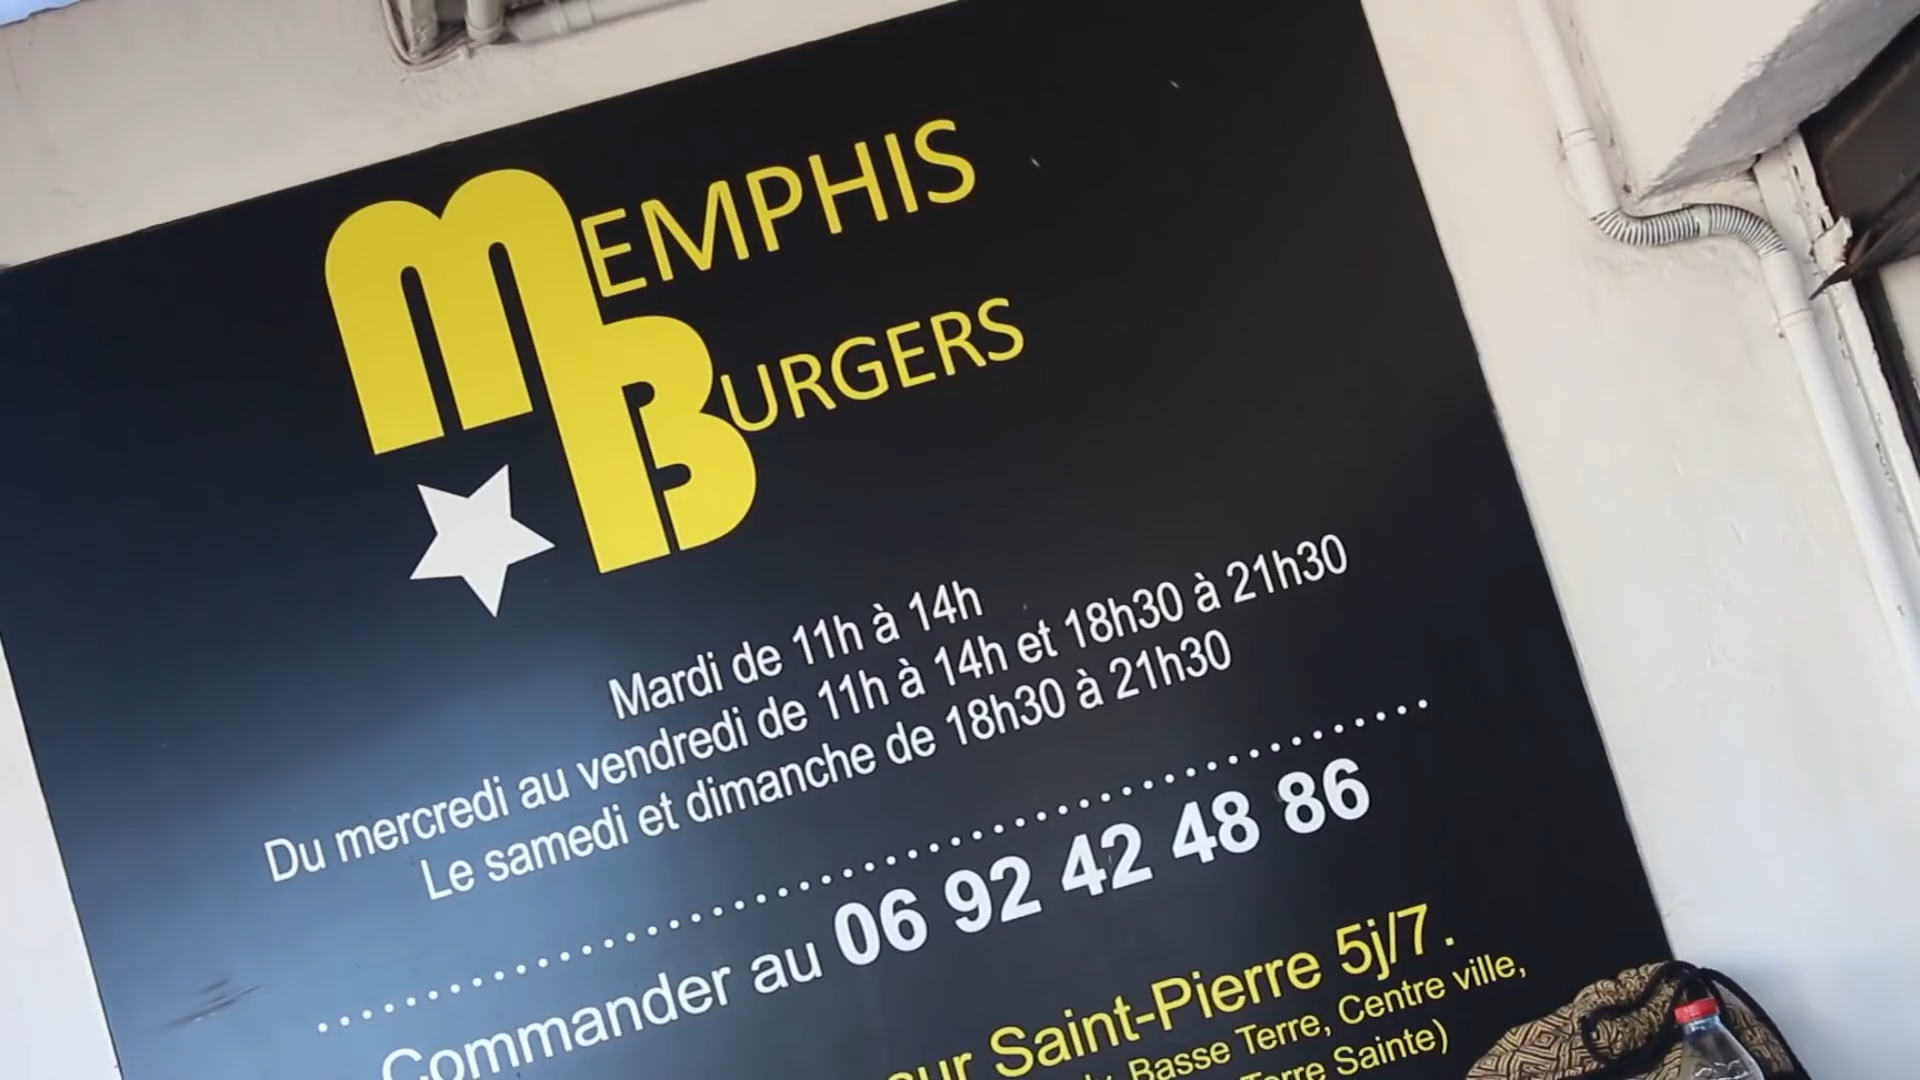 MEMPHIS
BURGERS
Mardi de 11h à 14h
Du mercredi au vendredi de 11h à 14h et 18h30 à 21h30
Le samedi et dimanche de 18h30 à 21h30
Commander au 06 92 42 48 86
sur Saint-Pierre 5j/7.
Basse Terre, Centre ville,
Terre Sainte)